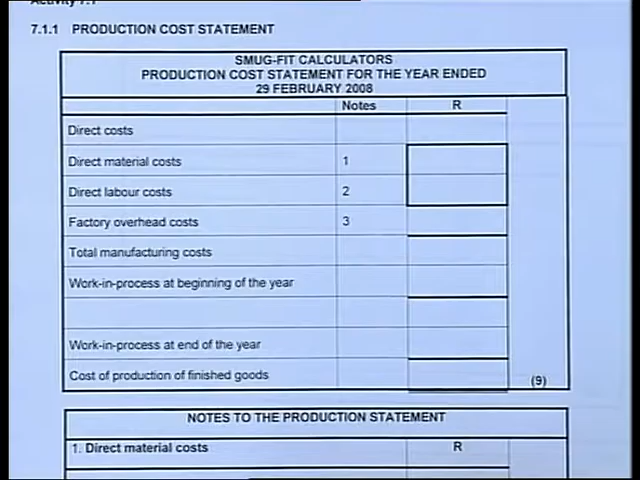 Activity 7.1
7.1.1 PRODUCTION COST STATEMENT
SMUG-FIT CALCULATORS
PRODUCTION COST STATEMENT FOR THE YEAR ENDED
29 FEBRUARY 2008
Notes R
Direct costs
Direct material costs 1
Direct labour costs 2
Factory overhead costs 3
Total manufacturing costs
Work-in-process at beginning of the year
Work-in-process at end of the year
Cost of production of finished goods
(9)
NOTES TO THE PRODUCTION STATEMENT
1. Direct material costs R